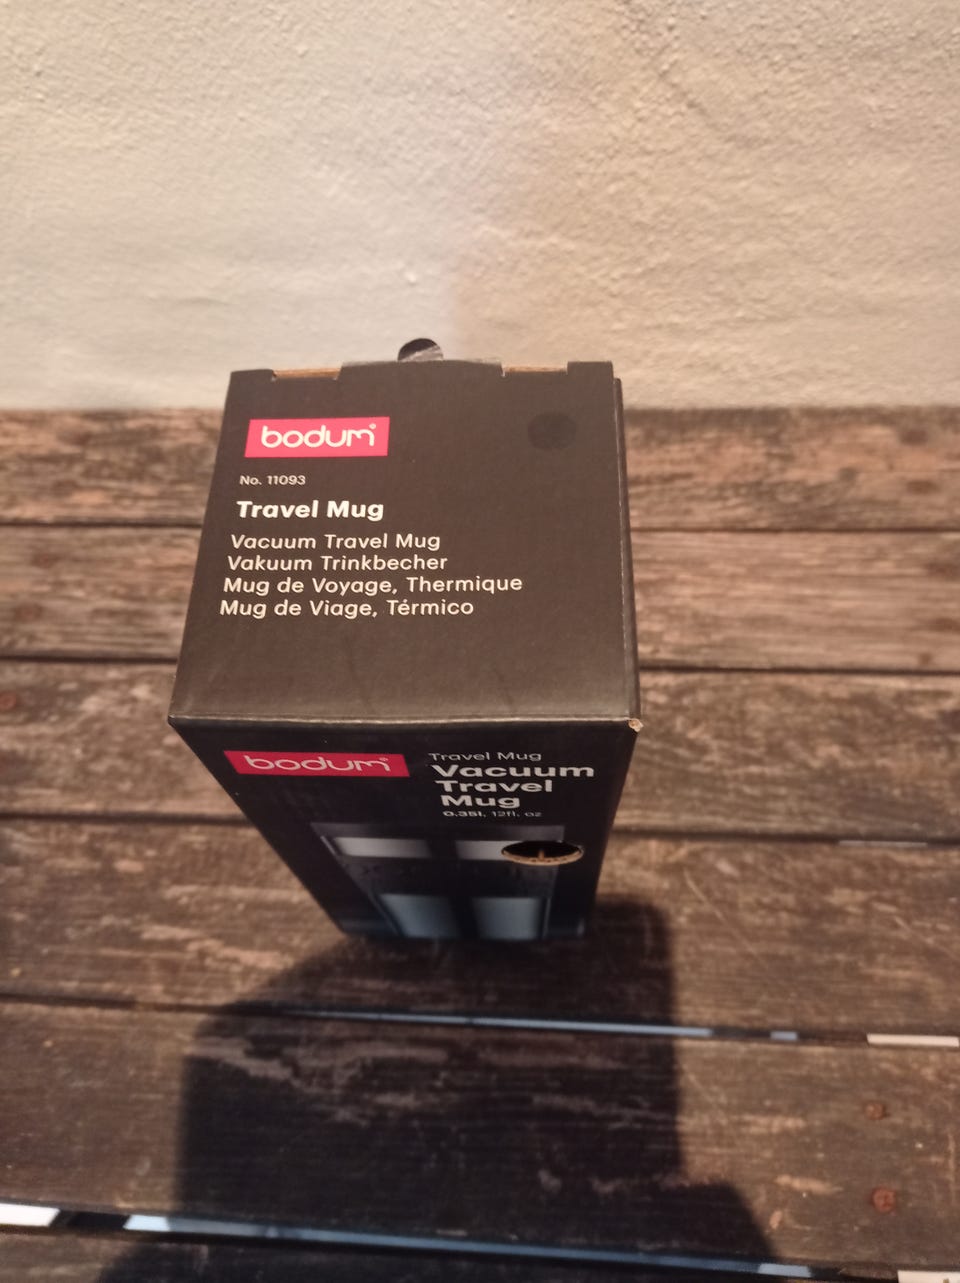 bodum®
No. 11093
Travel Mug
Vacuum Travel Mug
Vakuum Trinkbecher
Mug de Voyage, Thermique
Mug de Viage, Térmico
bodum®
Travel Mug
Vacuum
Travel
Mug
0.35l, 12fl. oz